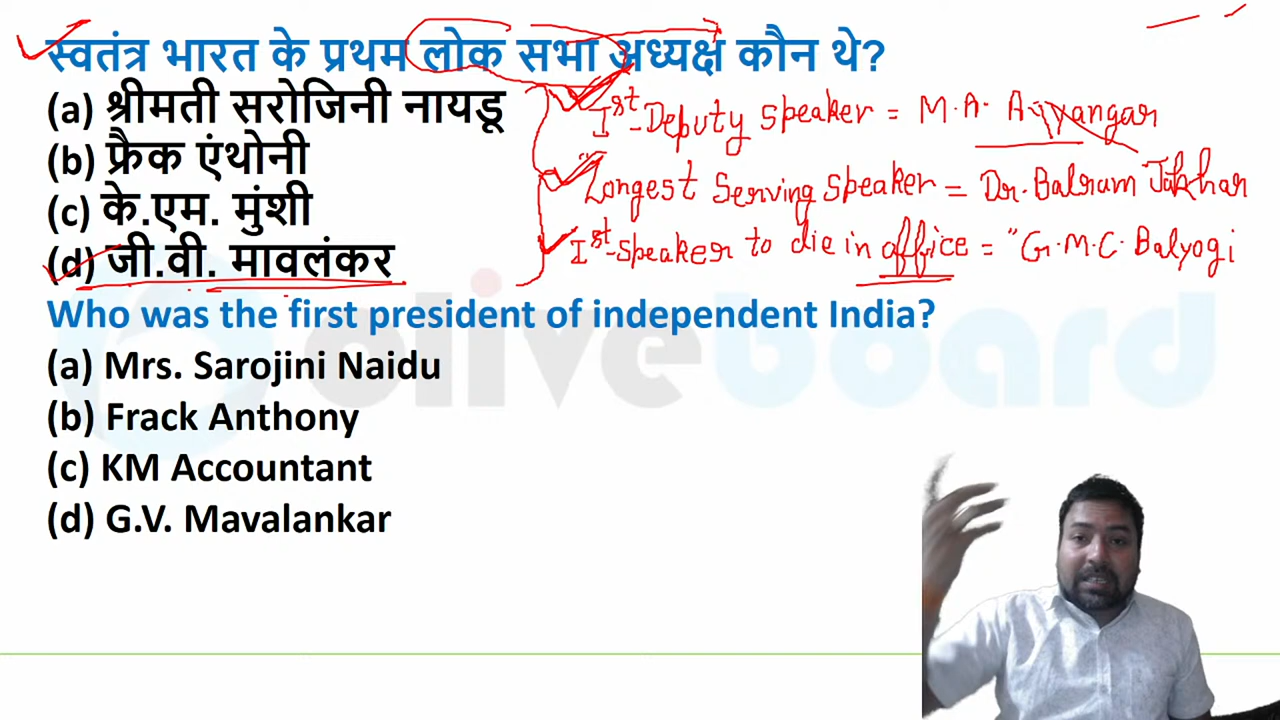 स्वतंत्र भारत के प्रथम लोक सभा अध्यक्ष कौन थे?
(a) श्रीमती सरोजिनी नायडू
(b) फ्रैक एंथोनी
(c) के.एम. मुंशी
(d) जी.वी. मावलंकर
Ist-Deputy speaker = M.A. Ayyangar
Longest Serving speaker = Dr. Balram Jakhar
Ist-speaker to die in office = "G.M.C. Balyogi
Who was the first president of independent India?
(a) Mrs. Sarojini Naidu
(b) Frack Anthony
(c) KM Accountant
(d) G.V. Mavalankar
oliveboard